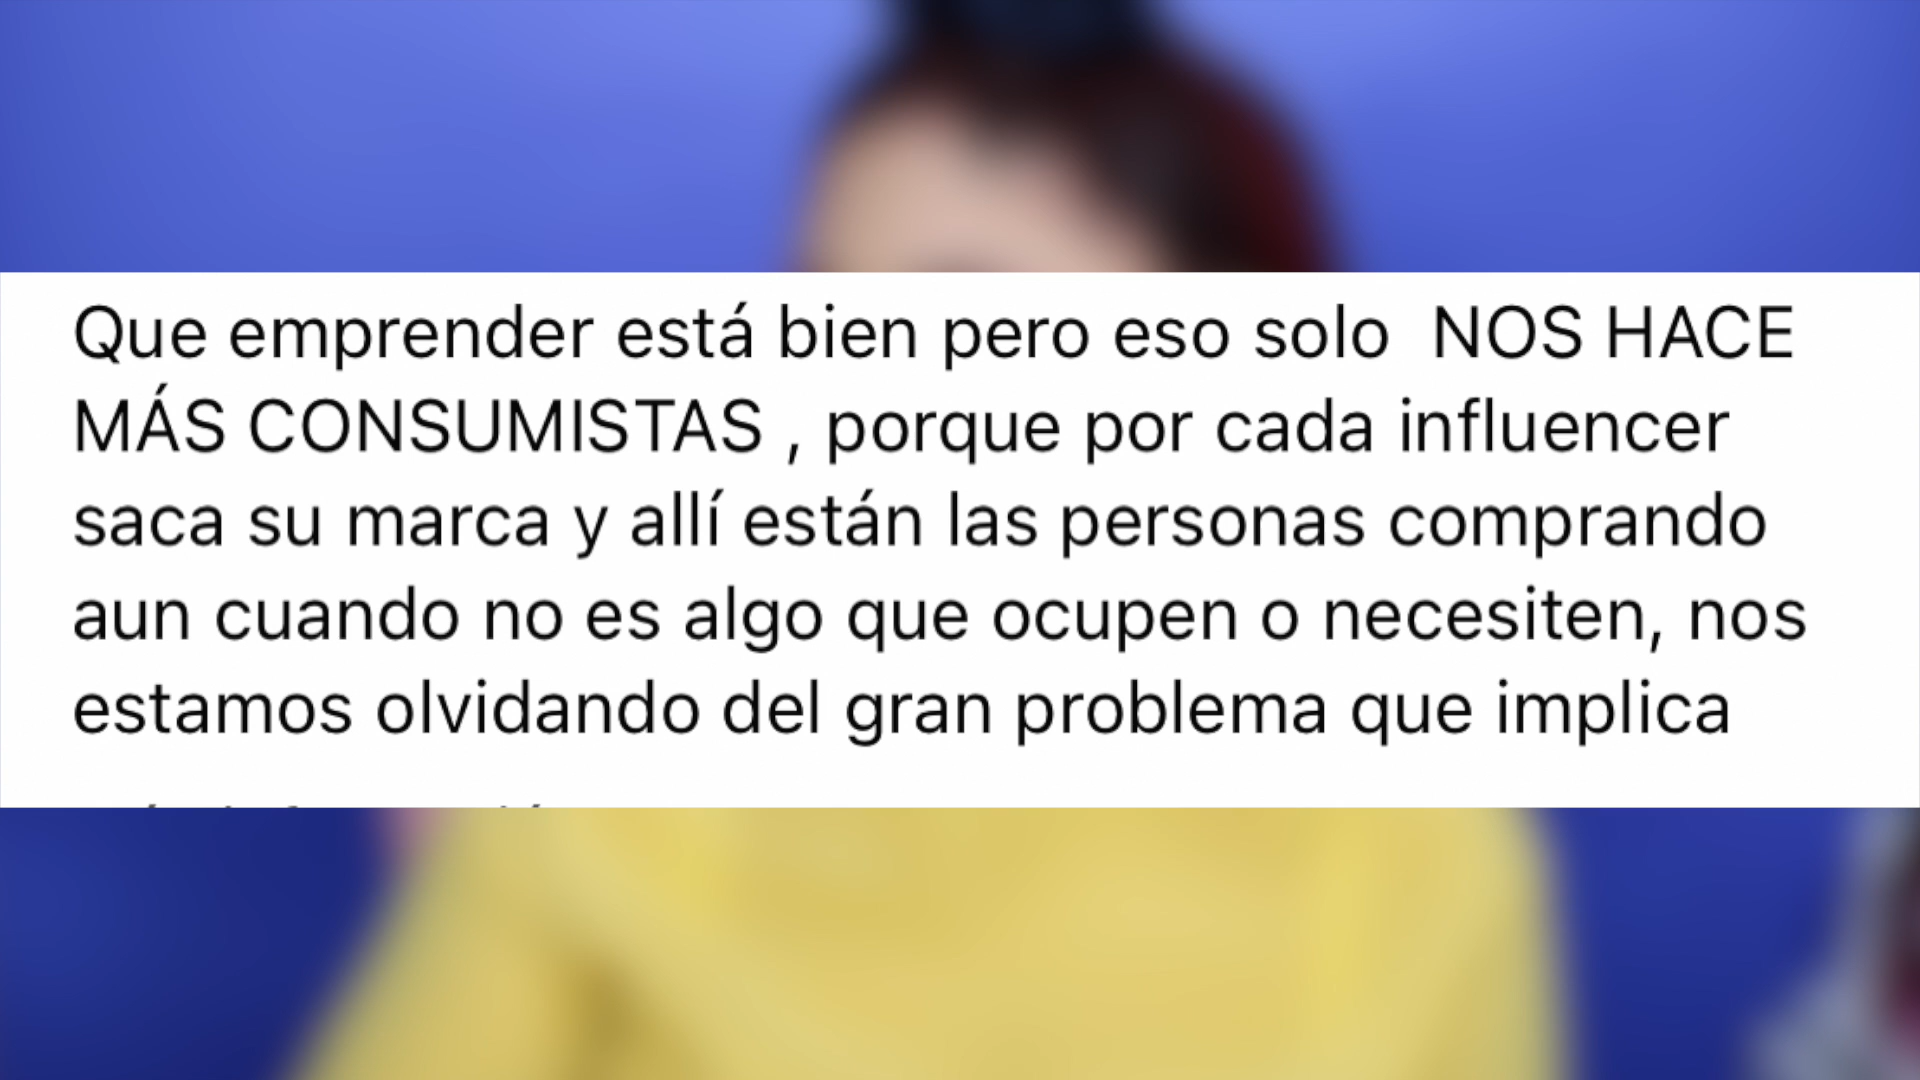 Que emprender está bien pero eso solo  NOS HACE
MÁS CONSUMISTAS , porque por cada influencer
saca su marca y allí están las personas comprando
aun cuando no es algo que ocupen o necesiten, nos
estamos olvidando del gran problema que implica